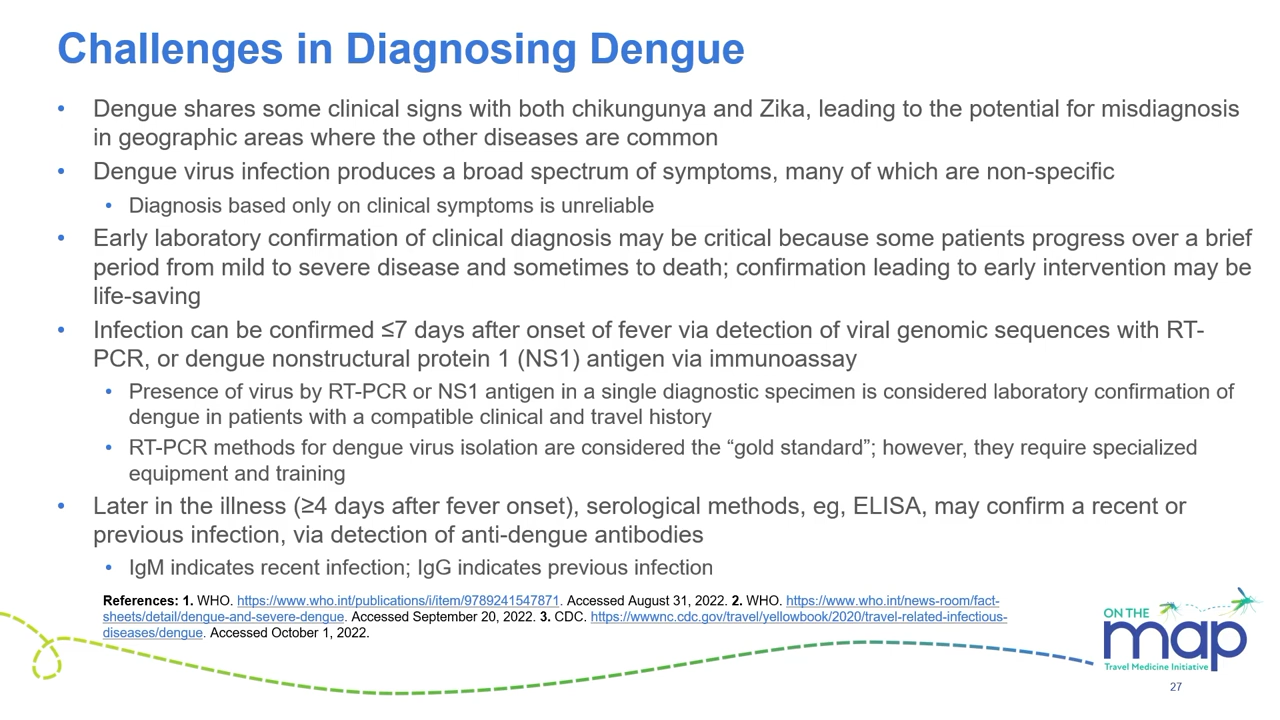 Challenges in Diagnosing Dengue
• Dengue shares some clinical signs with both chikungunya and Zika, leading to the potential for misdiagnosis
in geographic areas where the other diseases are common
• Dengue virus infection produces a broad spectrum of symptoms, many of which are non-specific
• Diagnosis based only on clinical symptoms is unreliable
• Early laboratory confirmation of clinical diagnosis may be critical because some patients progress over a brief
period from mild to severe disease and sometimes to death; confirmation leading to early intervention may be
life-saving
• Infection can be confirmed ≤7 days after onset of fever via detection of viral genomic sequences with RT-
PCR, or dengue nonstructural protein 1 (NS1) antigen via immunoassay
• Presence of virus by RT-PCR or NS1 antigen in a single diagnostic specimen is considered laboratory confirmation of
dengue in patients with a compatible clinical and travel history
• RT-PCR methods for dengue virus isolation are considered the “gold standard”; however, they require specialized
equipment and training
• Later in the illness (≥4 days after fever onset), serological methods, eg, ELISA, may confirm a recent or
previous infection, via detection of anti-dengue antibodies
• IgM indicates recent infection; IgG indicates previous infection
References: 1. WHO. https://www.who.int/publications/i/item/9789241547871. Accessed August 31, 2022. 2. WHO. https://www.who.int/news-room/fact-
sheets/detail/dengue-and-severe-dengue. Accessed September 20, 2022. 3. CDC. https://wwwnc.cdc.gov/travel/yellowbook/2020/travel-related-infectious-
diseases/dengue. Accessed October 1, 2022.
ON THE
map
Travel Medicine Initiative
27